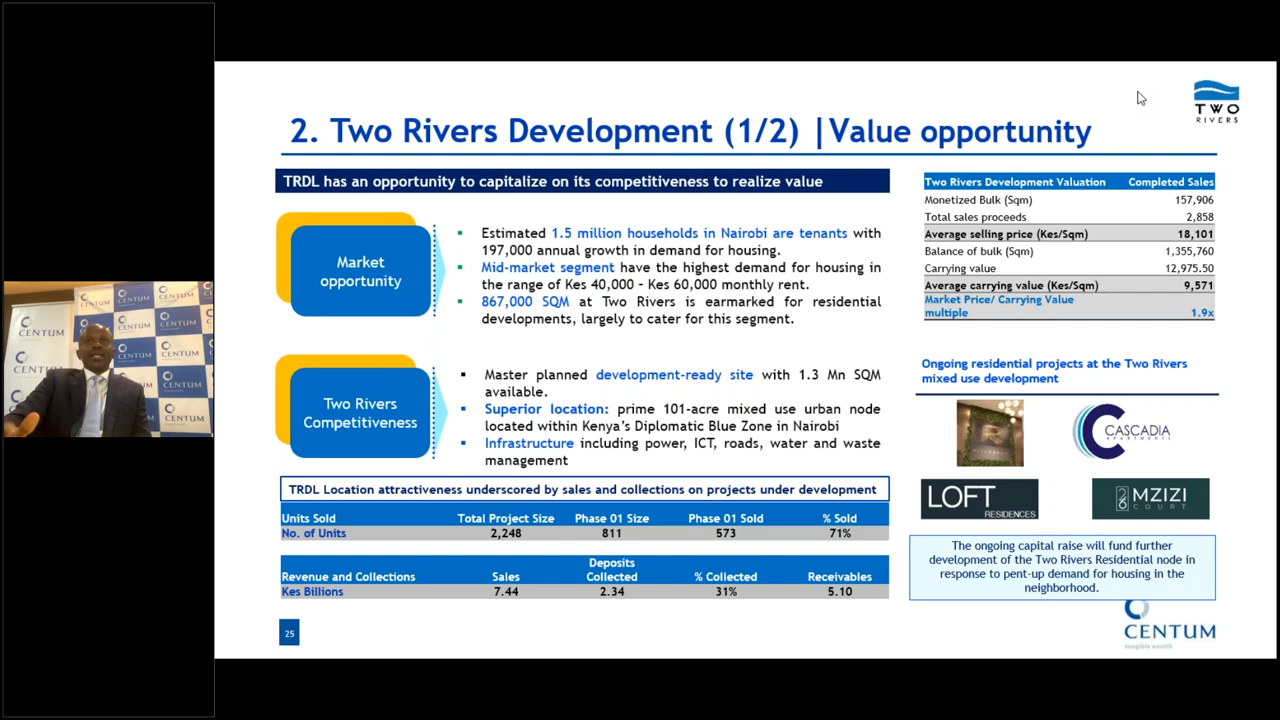 2. Two Rivers Development (1/2) |Value opportunity
TWO
RIVERS
TRDL has an opportunity to capitalize on its competitiveness to realize value
Market
opportunity
▪ Estimated 1.5 million households in Nairobi are tenants with
197,000 annual growth in demand for housing.
▪ Mid-market segment have the highest demand for housing in
the range of Kes 40,000 – Kes 60,000 monthly rent.
▪ 867,000 SQM at Two Rivers is earmarked for residential
developments, largely to cater for this segment.
Two Rivers
Competitiveness
▪ Master planned development-ready site with 1.3 Mn SQM
available.
▪ Superior location: prime 101-acre mixed use urban node
located within Kenya's Diplomatic Blue Zone in Nairobi
▪ Infrastructure including power, ICT, roads, water and waste
management
TRDL Location attractiveness underscored by sales and collections on projects under development
Units Sold Total Project Size Phase 01 Size Phase 01 Sold % Sold
No. of Units 2,248 811 573 71%
Deposits
Revenue and Collections Sales Collected % Collected Receivables
Kes Billions 7.44 2.34 31% 5.10
Two Rivers Development Valuation Completed Sales
Monetized Bulk (Sqm) 157,906
Total sales proceeds 2,858
Average selling price (Kes/Sqm) 18,101
Balance of bulk (Sqm) 1,355,760
Carrying value 12,975.50
Average carrying value (Kes/Sqm) 9,571
Market Price/ Carrying Value
multiple 1.9x
Ongoing residential projects at the Two Rivers
mixed use development
CASCADIA
APARTMENTS
LOFT
RESIDENCES
26 MZIZI
COURT
The ongoing capital raise will fund further
development of the Two Rivers Residential node in
response to pent-up demand for housing in the
neighborhood.
25
CENTUM
tangible wealth
CENTUM
CENTUM
CENTUM
CENTUM
CENTUM